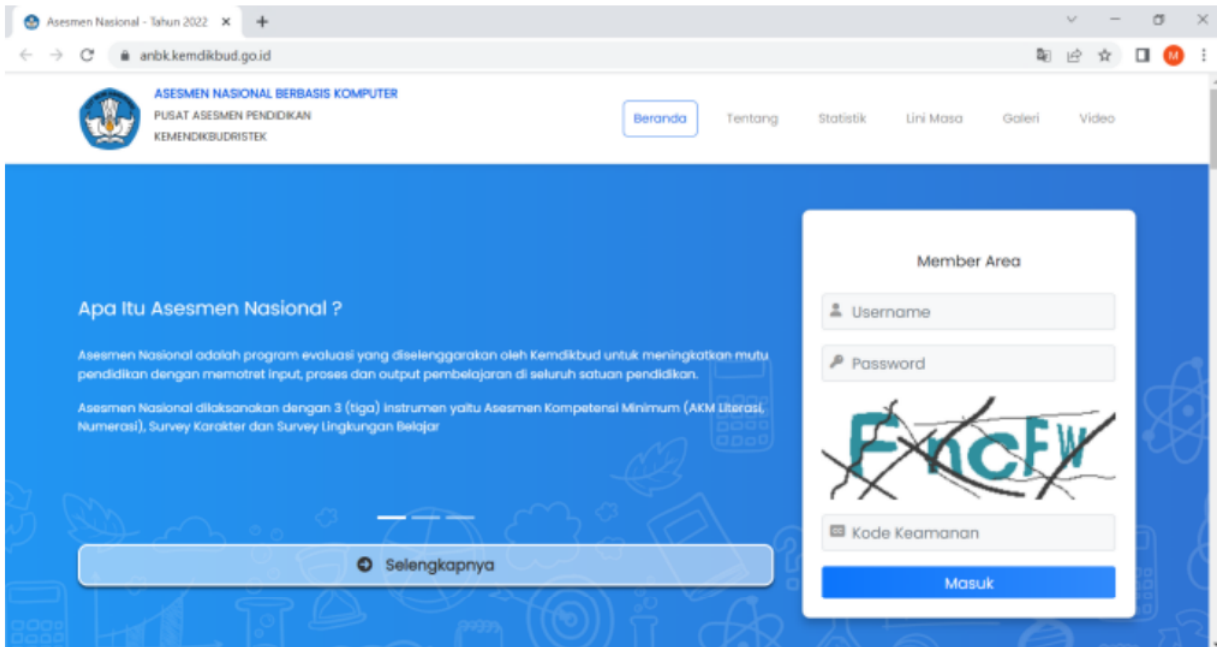 Asesmen Nasional - Tahun 2022
anbk.kemdikbud.go.id
M
ASESMEN NASIONAL BERBASIS KOMPUTER
PUSAT ASESMEN PENDIDIKAN
KEMENDIKBUDRISTEK
Beranda Tentang Statistik Lini Masa Galeri Video
Apa Itu Asesmen Nasional ?
Asesmen Nasional adalah program evaluasi yang diselenggarakan oleh Kemdikbud untuk meningkatkan mutu
pendidikan dengan memotret input, proses dan output pembelajaran di seluruh satuan pendidikan.
Asesmen Nasional dilaksanakan dengan 3 (tiga) instrumen yaitu Asesmen Kompetensi Minimum (AKM Literasi,
Numerasi), Survey Karakter dan Survey Lingkungan Belajar
Selengkapnya
Member Area
Username
Password
Kode Keamanan
Masuk